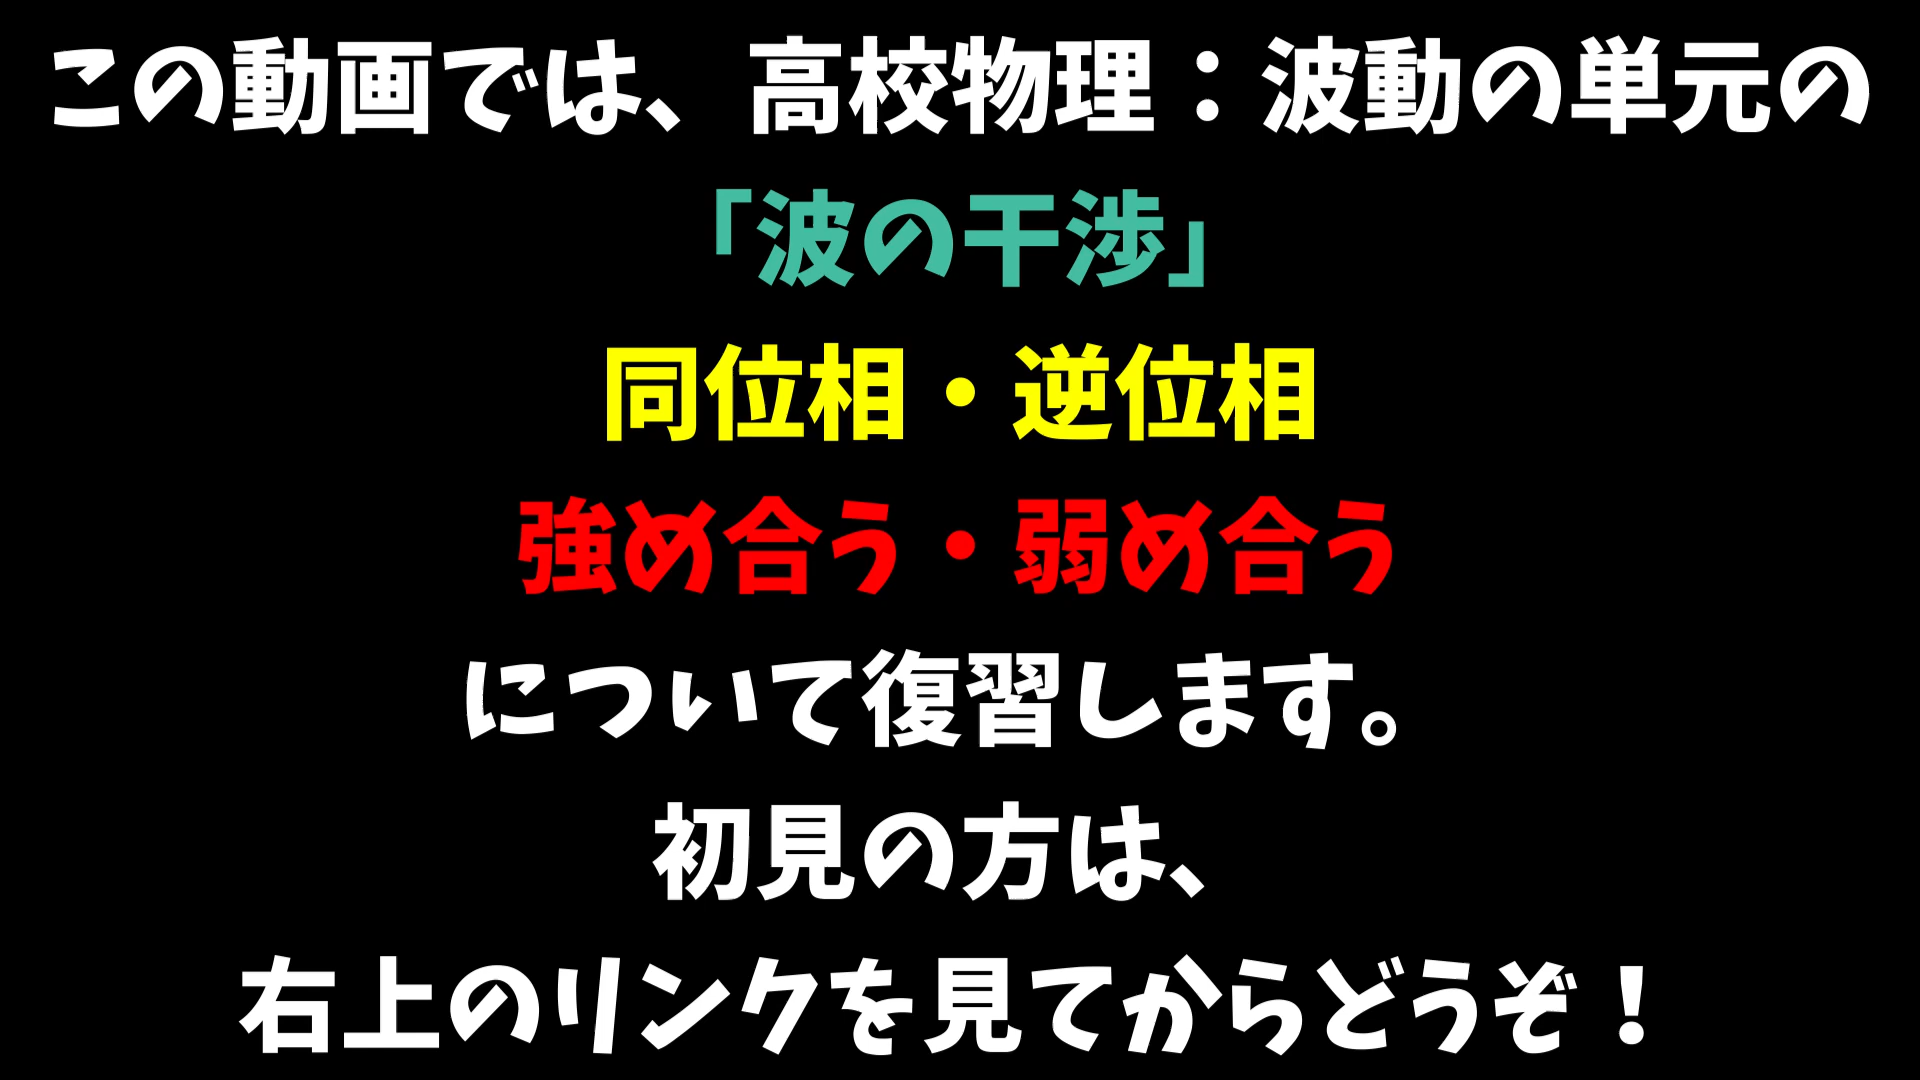 この動画では、高校物理：波動の単元の
「波の干渉」
同位相・逆位相
強め合う・弱め合う
について復習します。
初見の方は、
右上のリンクを見てからどうぞ！